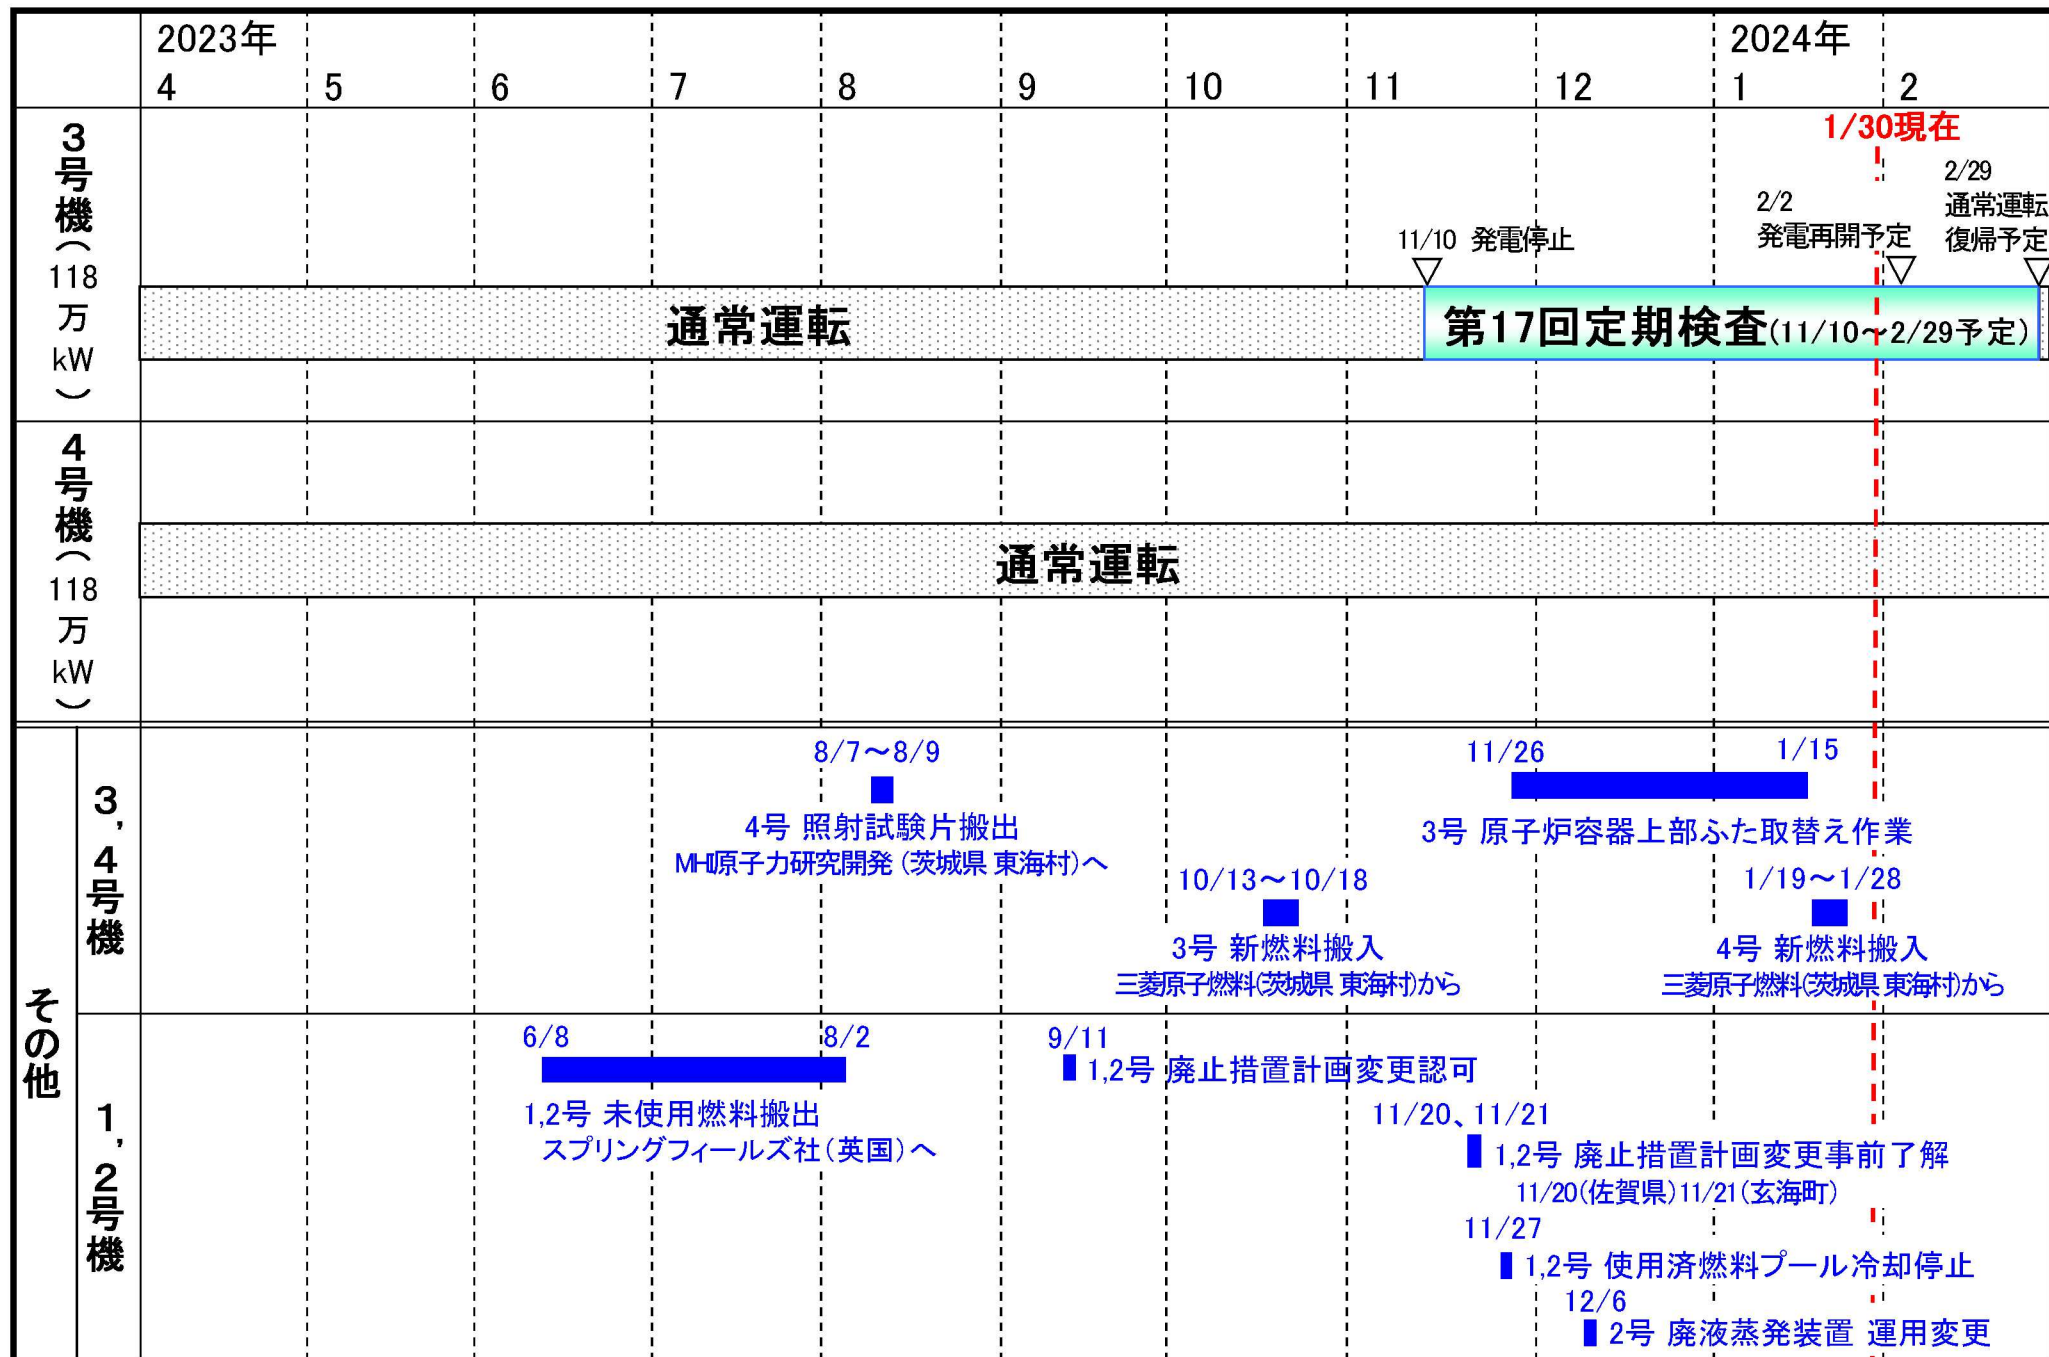 2023年
2024年
4 5 6 7 8 9 10 11 12 1 2
1/30現在
3号機(118万kW)
2/29
通常運転
復帰予定
2/2
発電再開予定
11/10 発電停止
通常運転
第17回定期検査(11/10～2/29予定)
4号機(118万kW)
通常運転
その他
3,4号機
8/7～8/9
4号 照射試験片搬出
MHI原子力研究開発(茨城県 東海村)へ
11/26 1/15
3号 原子炉容器上部ふた取替え作業
10/13～10/18
3号 新燃料搬入
三菱原子燃料(茨城県 東海村)から
1/19～1/28
4号 新燃料搬入
三菱原子燃料(茨城県 東海村)から
1,2号機
6/8 8/2
1,2号 未使用燃料搬出
スプリングフィールズ社(英国)へ
9/11
1,2号 廃止措置計画変更認可
11/20、11/21
1,2号 廃止措置計画変更事前了解
11/20(佐賀県)11/21(玄海町)
11/27
1,2号 使用済燃料プール冷却停止
12/6
2号 廃液蒸発装置 運用変更